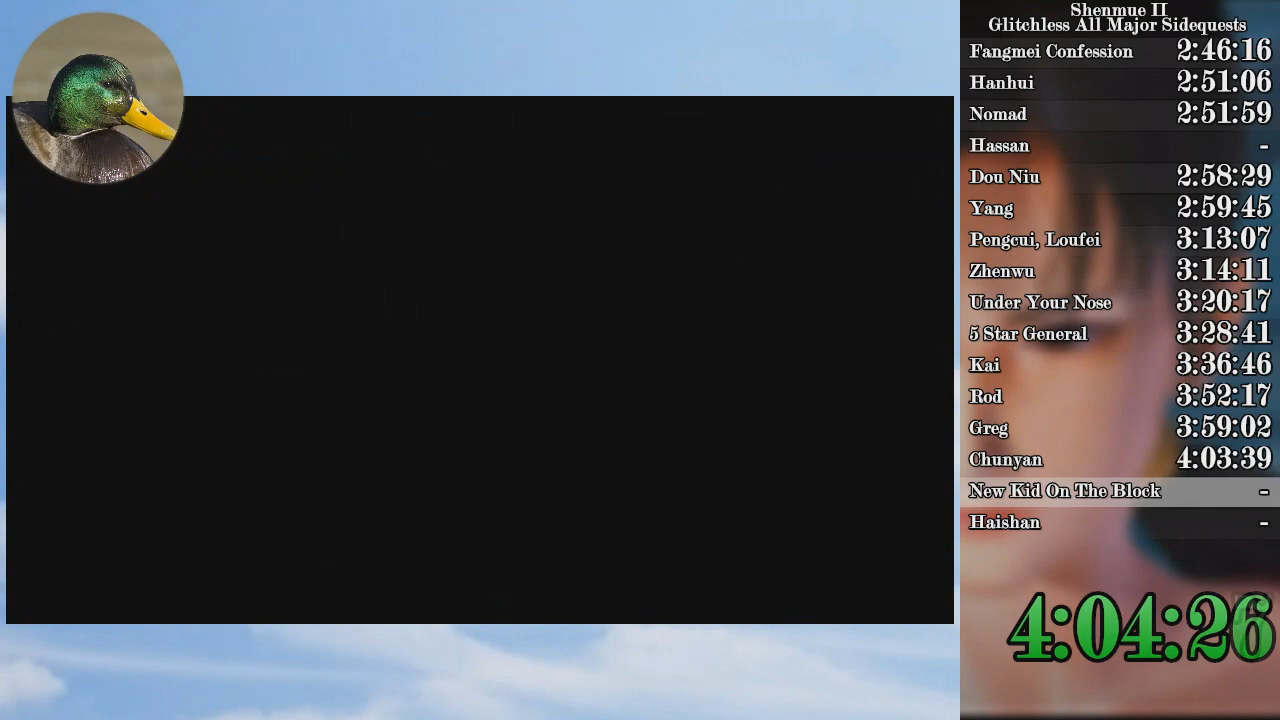 Shenmue II
Glitchless All Major Sidequests
Fangmei Confession 2:46:16
Hanhui 2:51:06
Nomad 2:51:59
Hassan -
Dou Niu 2:58:29
Yang 2:59:45
Pengcui, Loufei 3:13:07
Zhenwu 3:14:11
Under Your Nose 3:20:17
5 Star General 3:28:41
Kai 3:36:46
Rod 3:52:17
Greg 3:59:02
Chunyan 4:03:39
New Kid On The Block -
Haishan -
4:04:26